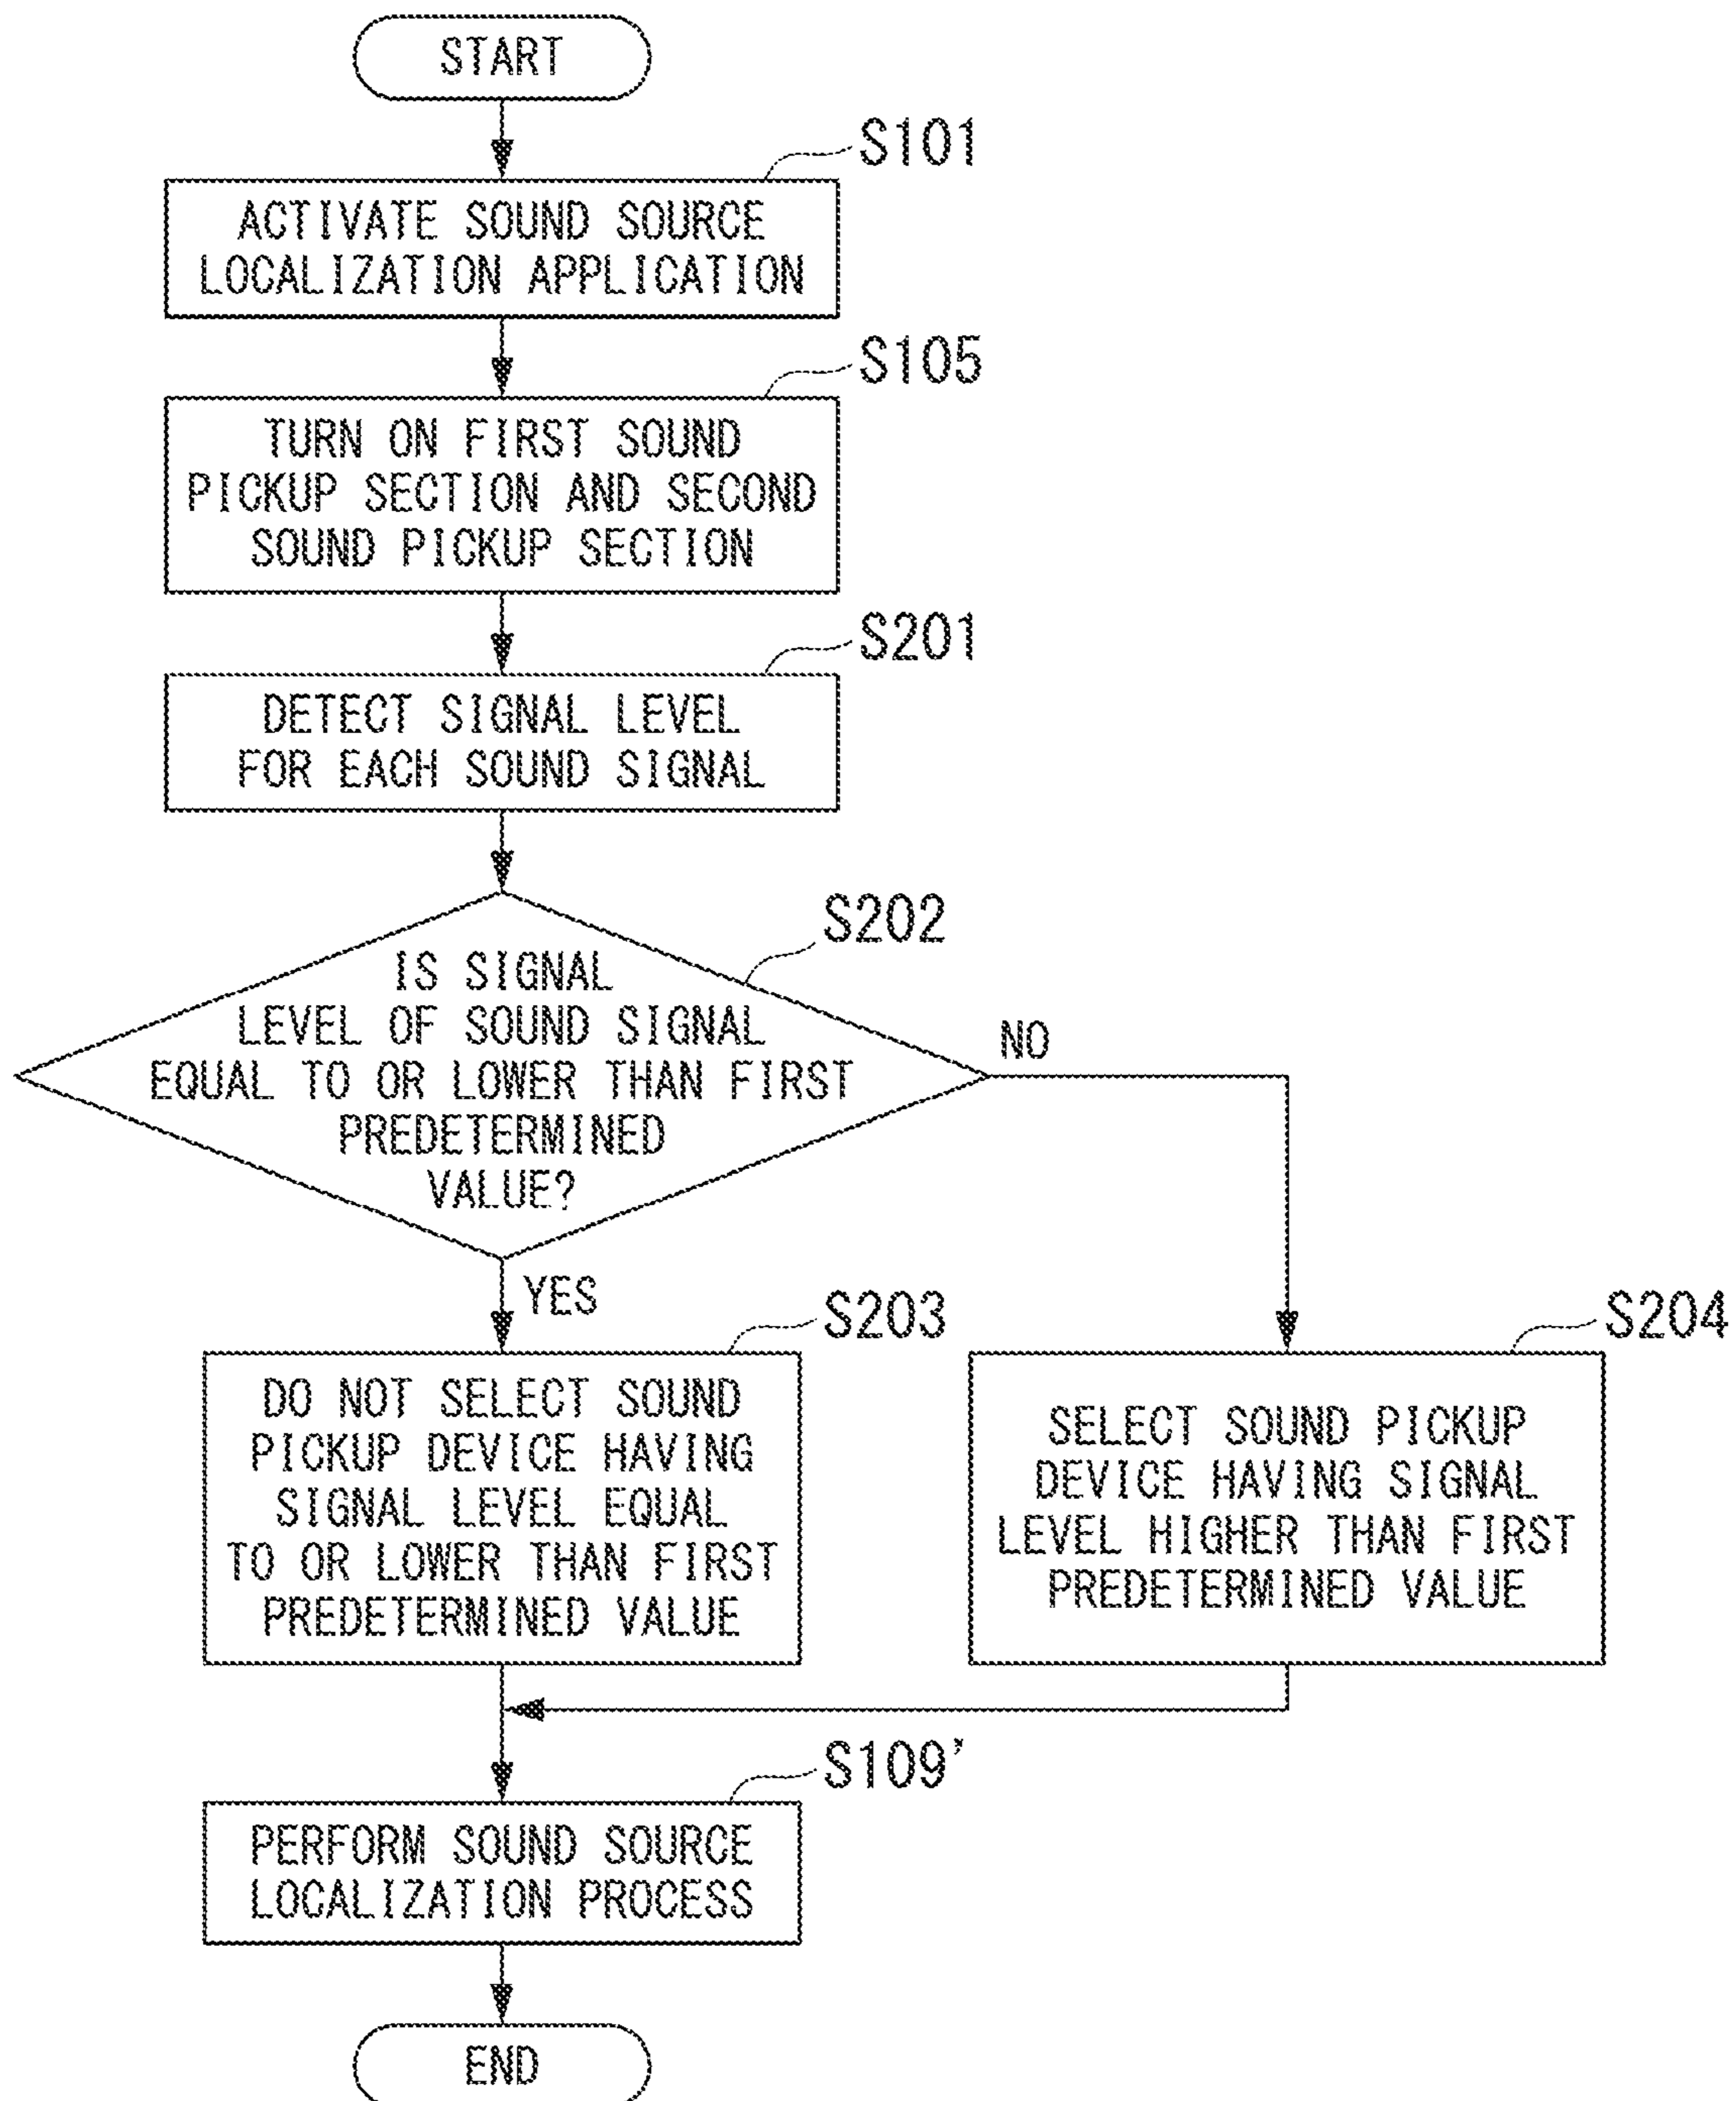 START
S101
ACTIVATE SOUND SOURCE
LOCALIZATION APPLICATION
S105
TURN ON FIRST SOUND
PICKUP SECTION AND SECOND
SOUND PICKUP SECTION
S201
DETECT SIGNAL LEVEL
FOR EACH SOUND SIGNAL
S202
IS SIGNAL
LEVEL OF SOUND SIGNAL
EQUAL TO OR LOWER THAN FIRST
PREDETERMINED
VALUE?
NO
YES
S203
DO NOT SELECT SOUND
PICKUP DEVICE HAVING
SIGNAL LEVEL EQUAL
TO OR LOWER THAN FIRST
PREDETERMINED VALUE
S204
SELECT SOUND PICKUP
DEVICE HAVING SIGNAL
LEVEL HIGHER THAN FIRST
PREDETERMINED VALUE
S109'
PERFORM SOUND SOURCE
LOCALIZATION PROCESS
END